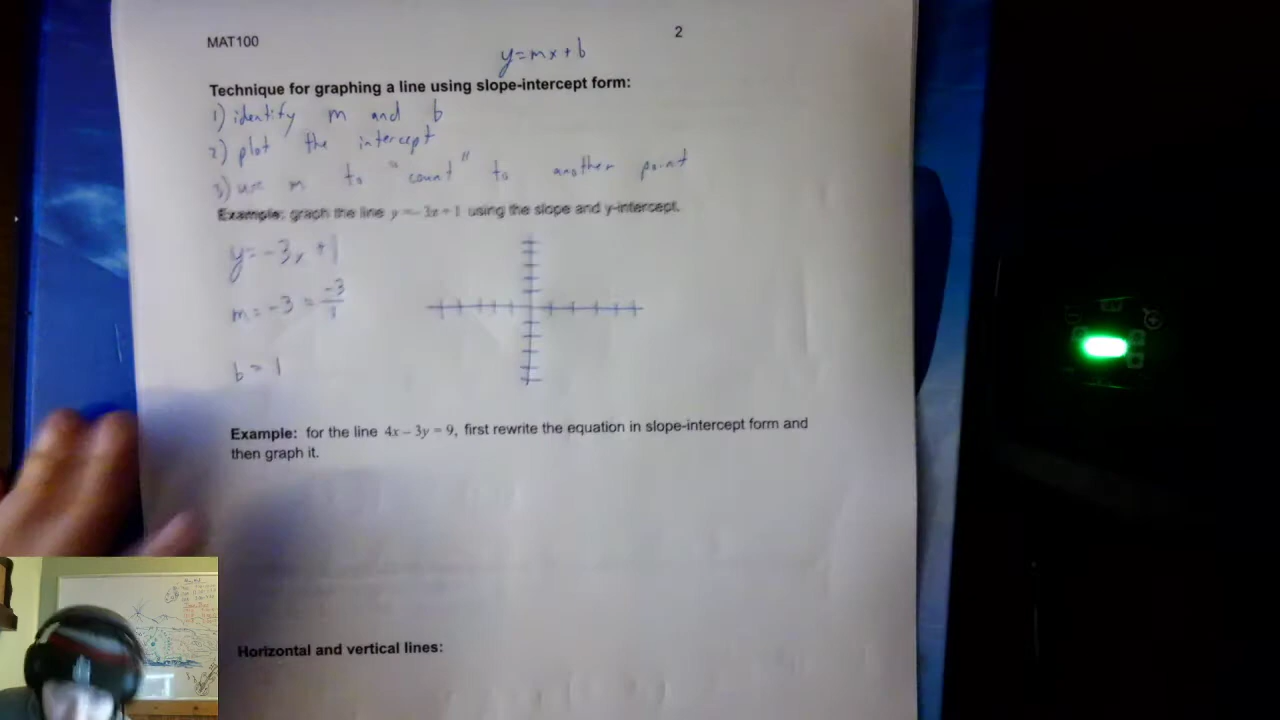 MAT100
2
y=mx+b
Technique for graphing a line using slope-intercept form:
1) identify m and b
2) plot the intercept
3) use m to "count" to another point
Example: graph the line y = -3x + 1 using the slope and y-intercept.
y = -3x + 1
m = -3 = -3/1
b = 1
Example: for the line 4x − 3y = 9, first rewrite the equation in slope-intercept form and
then graph it.
Horizontal and vertical lines: